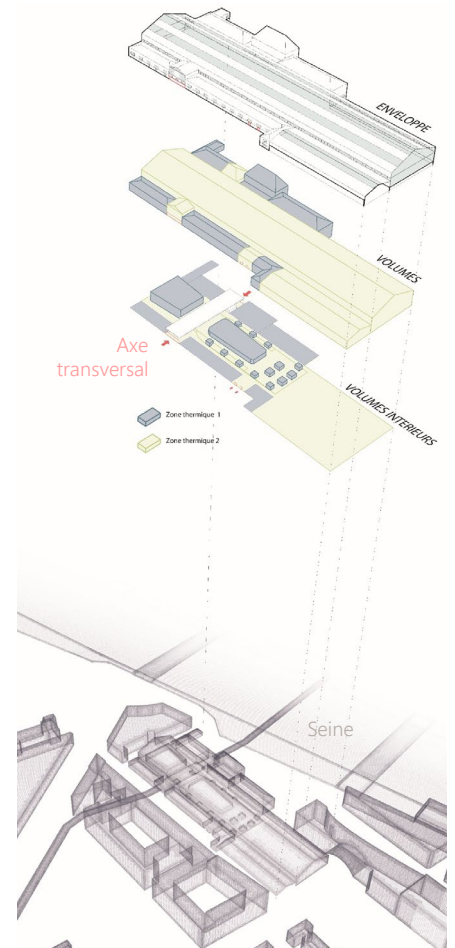 ENVELOPPE
VOLUMES
Axe
transversal
VOLUMES INTERIEURS
Zone thermique 1
Zone thermique 2
Seine